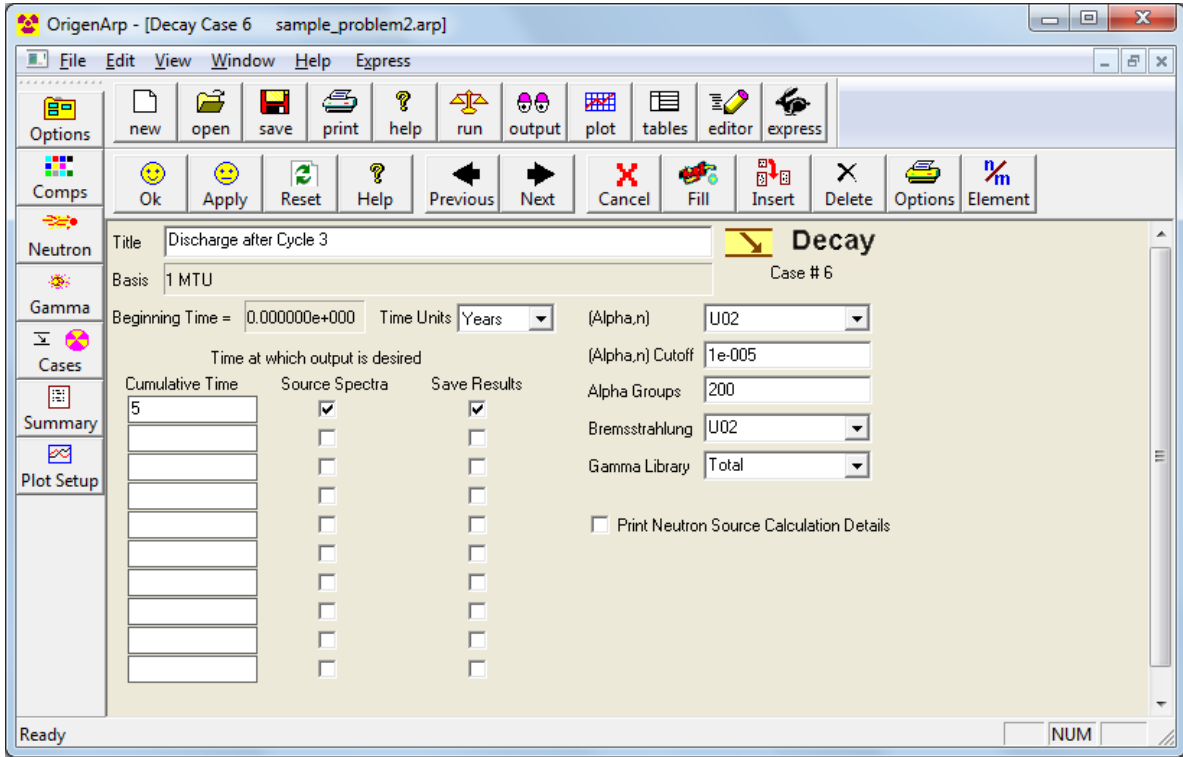 OrigenArp - [Decay Case 6 sample_problem2.arp]
File Edit View Window Help Express
Options
new open save print help run output plot tables editor express
Comps
Ok Apply Reset Help Previous Next Cancel Fill Insert Delete Options Element
n/m
Neutron
Gamma
Cases
Summary
Plot Setup
Title Discharge after Cycle 3
Decay
Basis 1 MTU
Case # 6
Beginning Time = 0.000000e+000 Time Units Years
(Alpha,n) U02
Time at which output is desired
(Alpha,n) Cutoff 1e-005
Cumulative Time Source Spectra Save Results
Alpha Groups 200
5
Bremsstrahlung U02
Gamma Library Total
Print Neutron Source Calculation Details
Ready
NUM